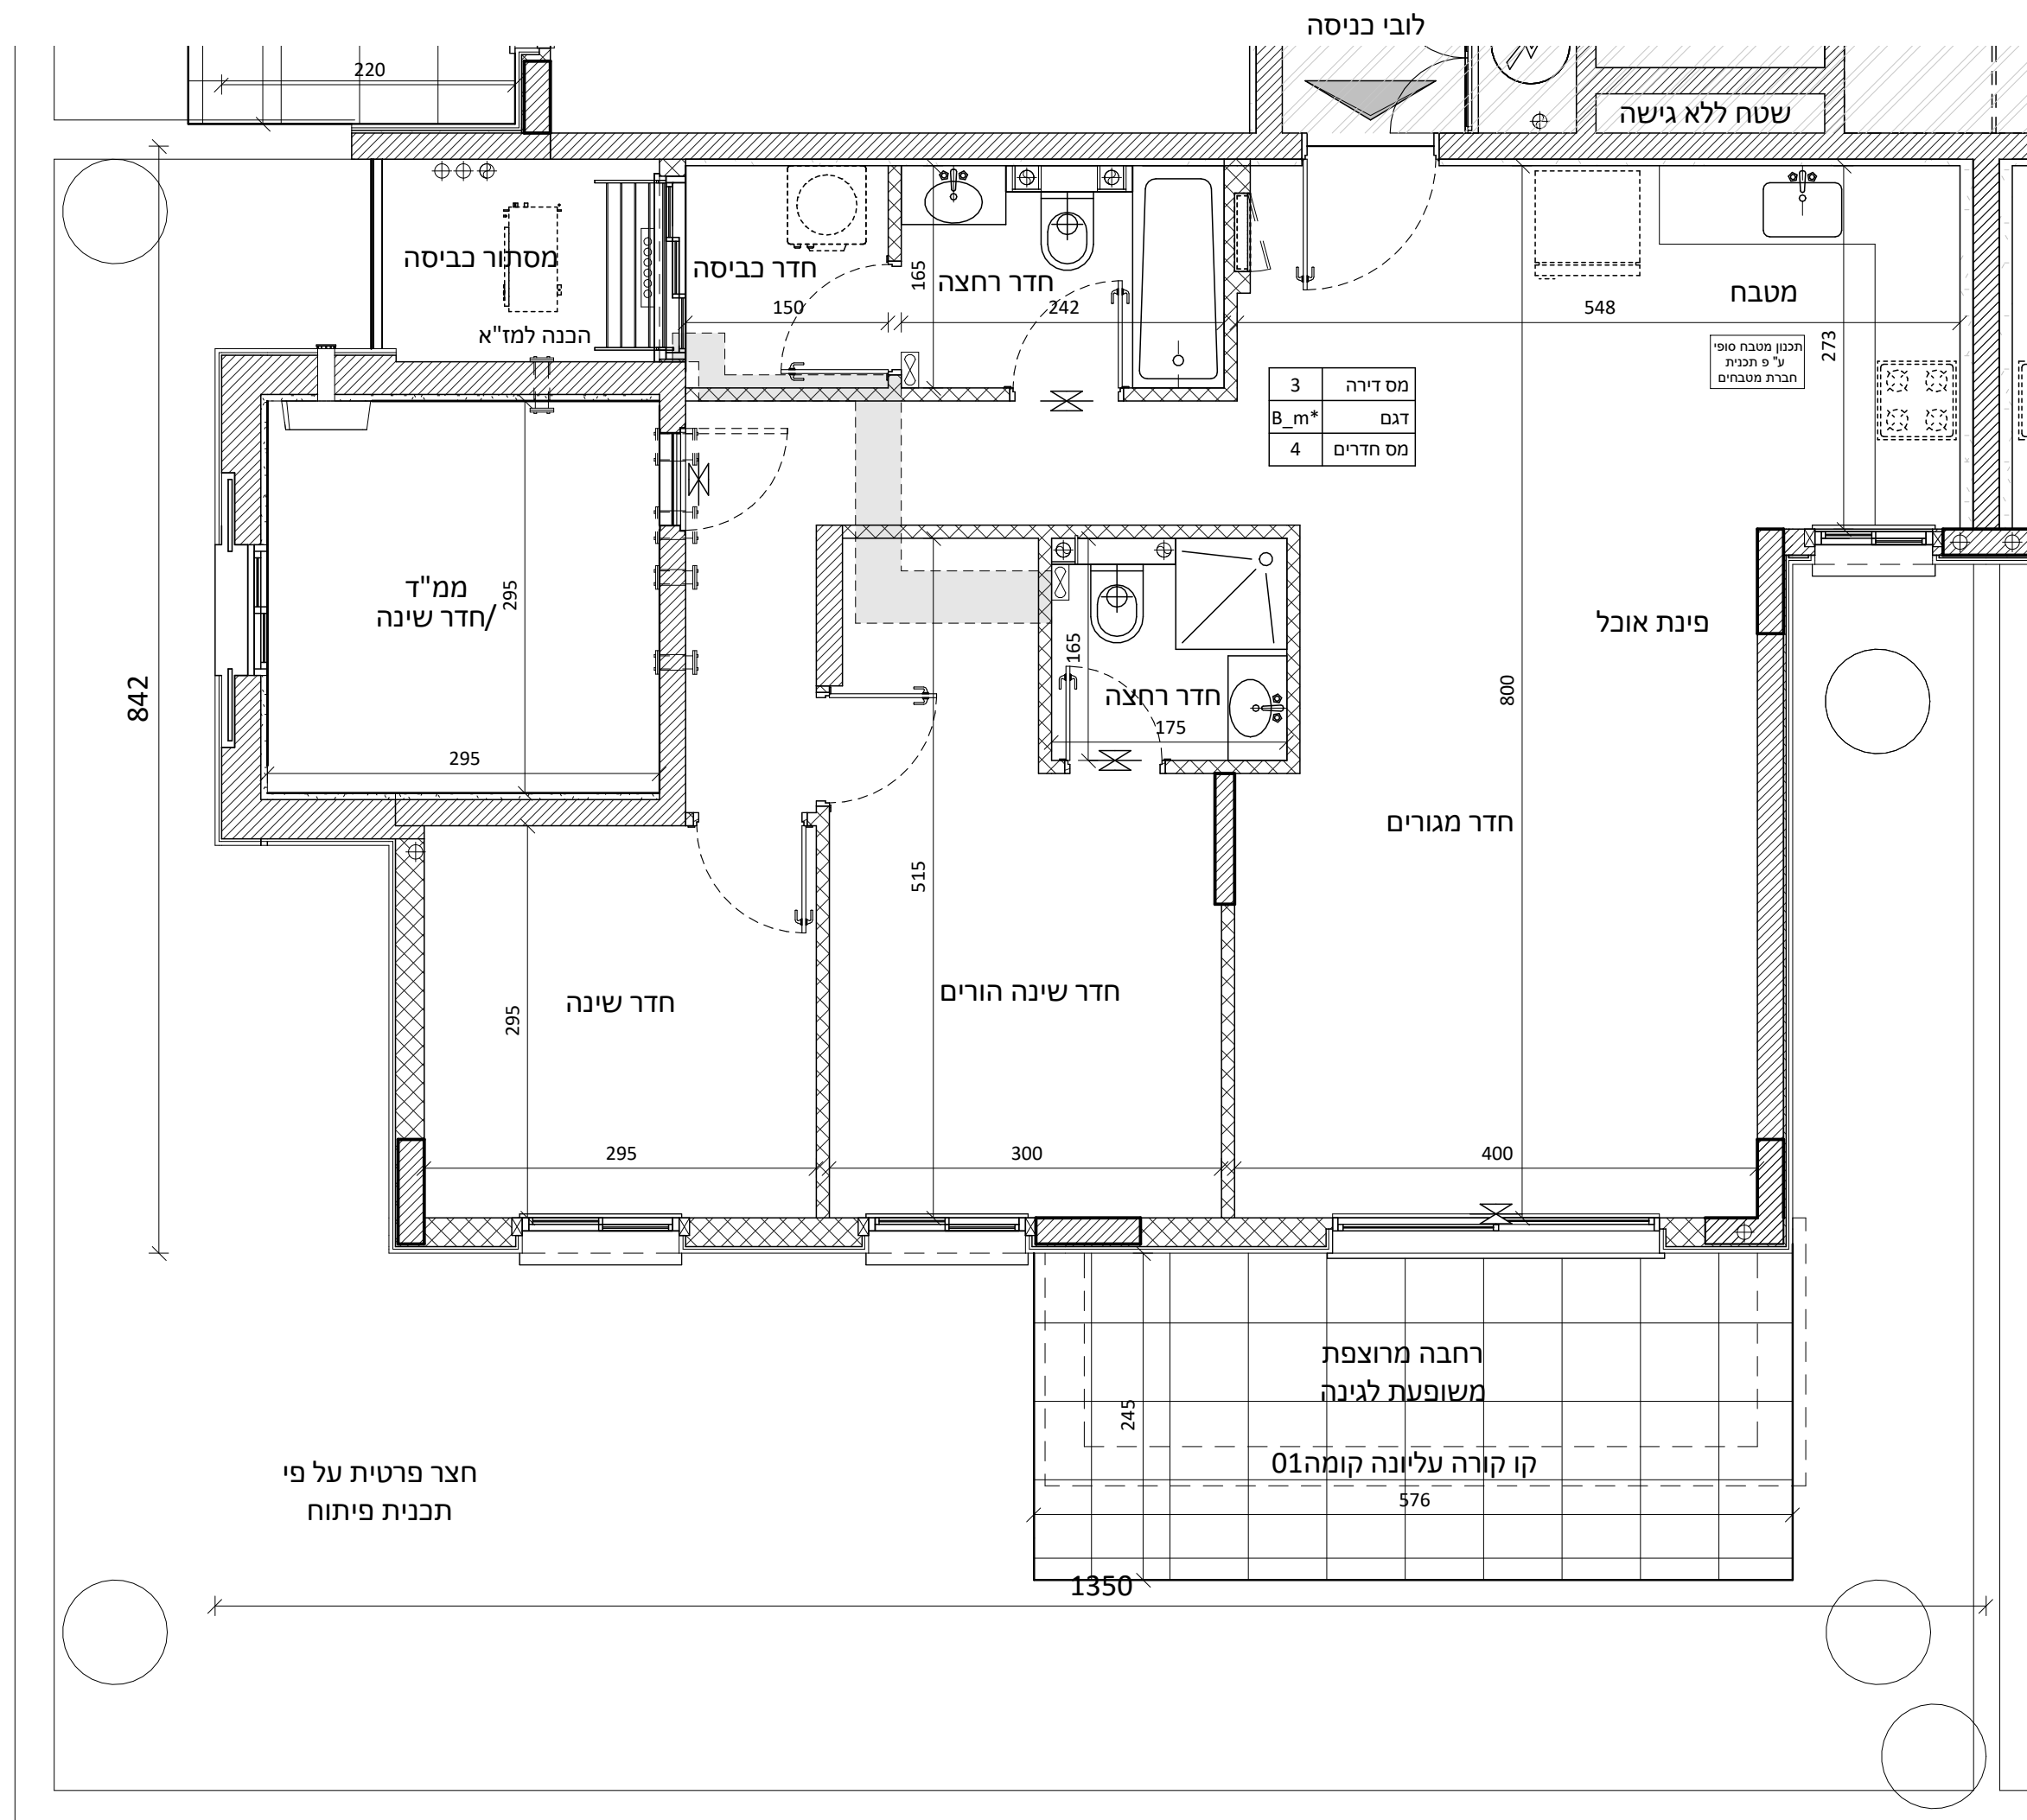 לובי כניסה
220
שטח ללא גישה
מסתור כביסה
חדר כביסה
165
חדר רחצה
מטבח
הכנה למז"א
150
242
548
273
תכנון מטבח סופי
ע" פ תכנית
חברת מטבחים
מס דירה 3
דגם B_m*
מס חדרים 4
ממ"ד
/חדר שינה
295
295
842
165
חדר רחצה
175
פינת אוכל
800
חדר מגורים
515
295
חדר שינה
חדר שינה הורים
295
300
400
רחבה מרוצפת
משופעת לגינה
245
קו קורה עליונה קומה01
576
חצר פרטית על פי
תכנית פיתוח
1350